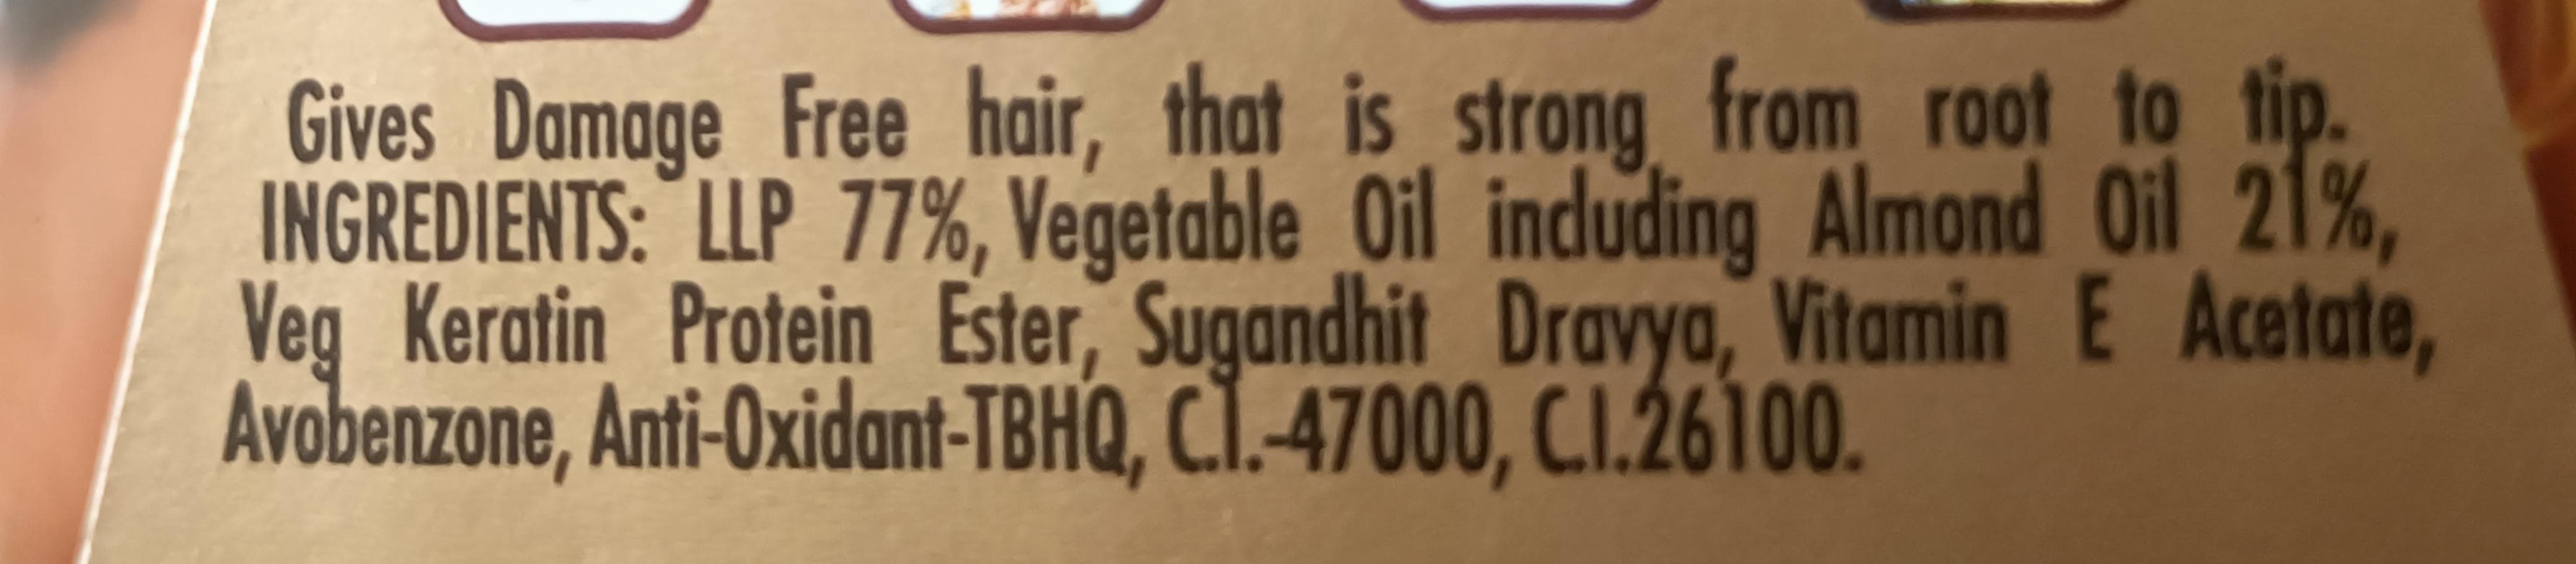 Gives Damage Free hair, that is strong from root to tip.
INGREDIENTS: LLP 77%, Vegetable Oil including Almond Oil 21%,
Veg Keratin Protein Ester, Sugandhit Dravya, Vitamin E Acetate,
Avobenzone, Anti-Oxidant-TBHQ, C.I.-47000, C.I.26100.